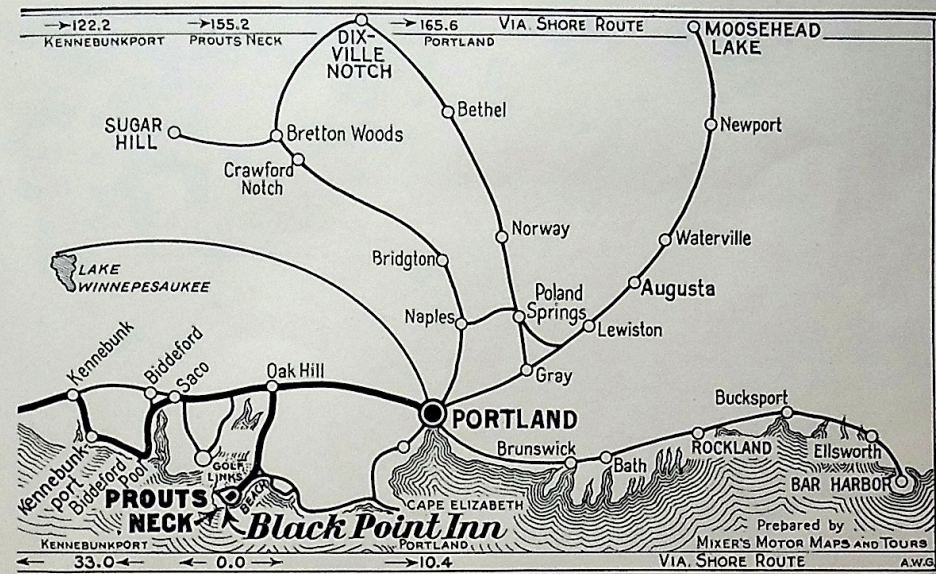 →122.2 →155.2 →165.6 VIA. SHORE ROUTE
KENNEBUNKPORT PROUTS NECK PORTLAND
DIX-
VILLE
NOTCH
MOOSEHEAD
LAKE
Bethel
Newport
SUGAR
HILL
Bretton Woods
Crawford
Notch
Norway
Waterville
Bridgton
LAKE
WINNEPESAUKEE
Augusta
Poland
Springs
Naples
Lewiston
Kennebunk
Biddeford
Saco
Oak Hill
Gray
PORTLAND
Bucksport
Brunswick
Bath
ROCKLAND
Ellsworth
BAR HARBOR
Kennebunk-
port
Biddeford
Pool
GOLF
LINKS
BEACH
PROUTS
NECK
CAPE ELIZABETH
Black Point Inn
Prepared by
MIXER'S MOTOR MAPS AND TOURS
KENNEBUNKPORT PORTLAND
← 33.0 ← ← 0.0 → →10.4 VIA. SHORE ROUTE A.W.G.